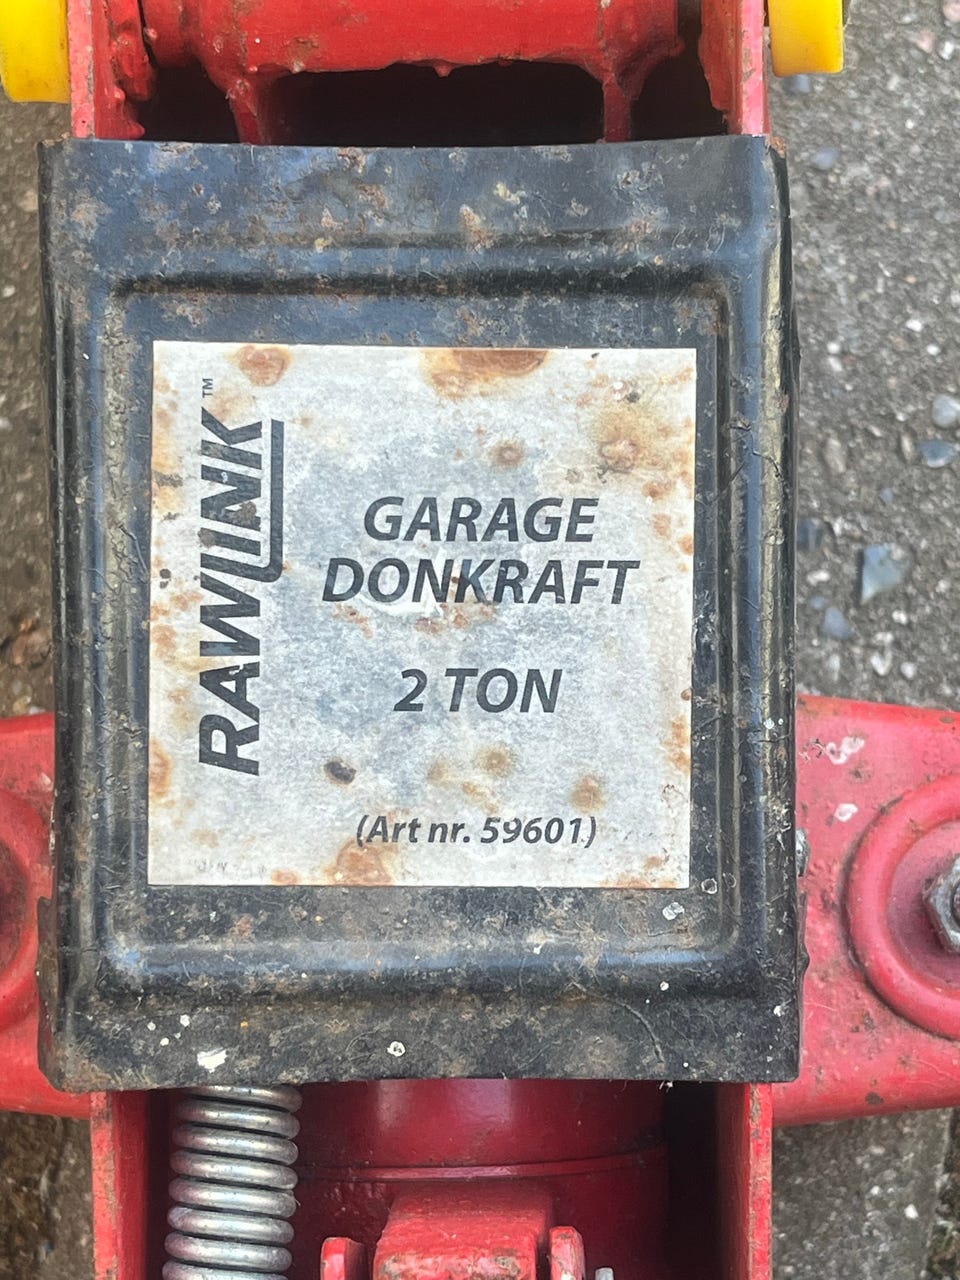 RAWLINK™
GARAGE
DONKRAFT
2 TON
(Art nr. 59601)